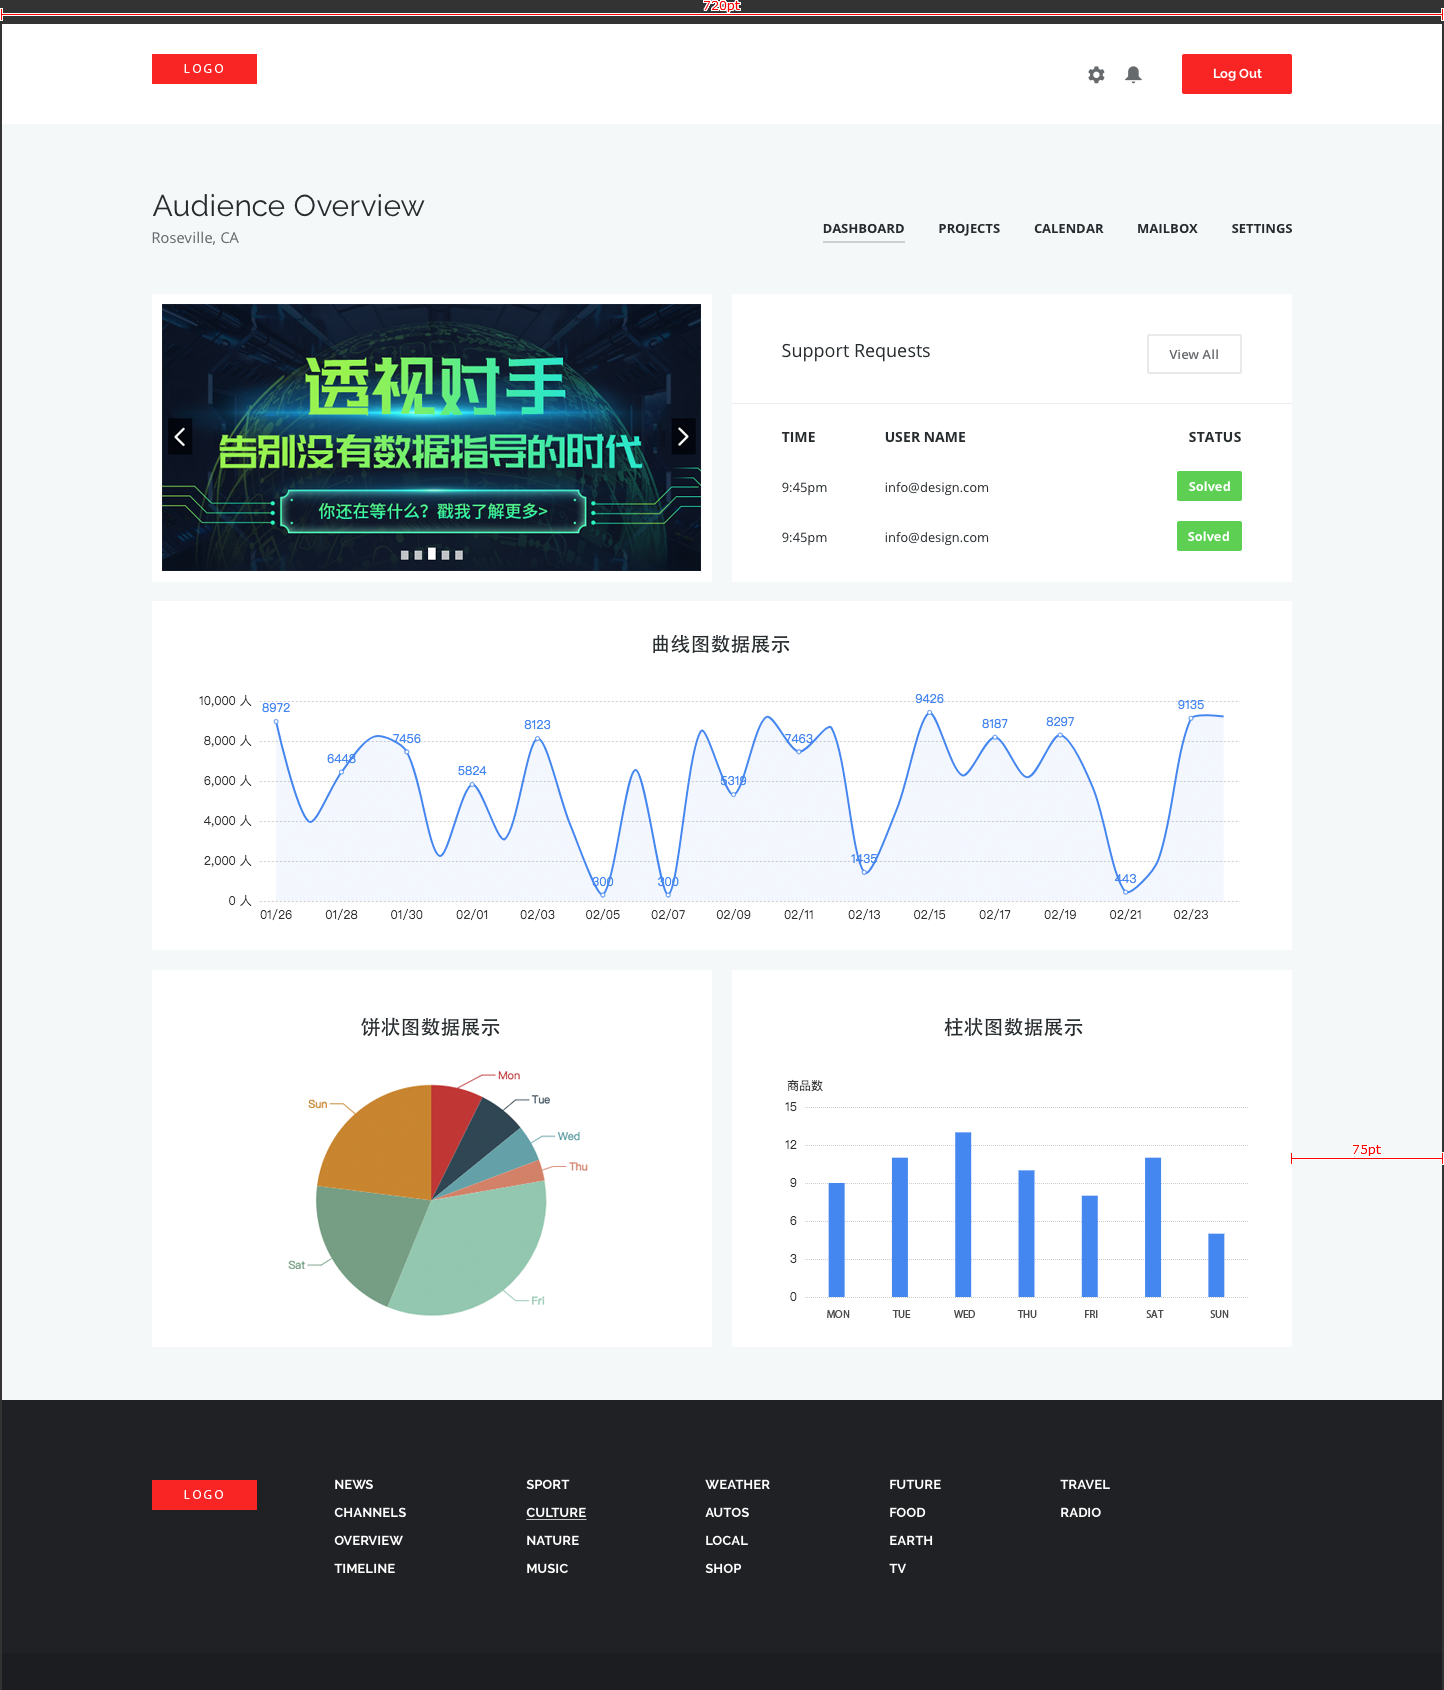 720pt
LOGO
Log Out
Audience Overview
Roseville, CA
DASHBOARD PROJECTS CALENDAR MAILBOX SETTINGS
透视对手
告别没有数据指导的时代
你还在等什么？戳我了解更多>
Support Requests
View All
TIME USER NAME STATUS
9:45pm info@design.com Solved
9:45pm info@design.com Solved
曲线图数据展示
10,000 人
8,000 人
6,000 人
4,000 人
2,000 人
0 人
8972
6448
7456
5824
8123
300
300
5319
7463
1435
9426
8187
8297
443
9135
01/26 01/28 01/30 02/01 02/03 02/05 02/07 02/09 02/11 02/13 02/15 02/17 02/19 02/21 02/23
饼状图数据展示
Mon
Tue
Wed
Thu
Fri
Sat
Sun
柱状图数据展示
商品数
15
12
9
6
3
0
MON TUE WED THU FRI SAT SUN
75pt
LOGO
NEWS
CHANNELS
OVERVIEW
TIMELINE
SPORT
CULTURE
NATURE
MUSIC
WEATHER
AUTOS
LOCAL
SHOP
FUTURE
FOOD
EARTH
TV
TRAVEL
RADIO